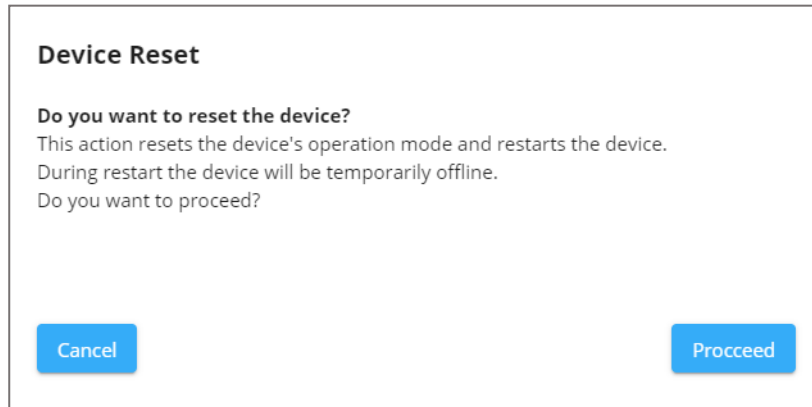 Device Reset
Do you want to reset the device?
This action resets the device's operation mode and restarts the device.
During restart the device will be temporarily offline.
Do you want to proceed?
Cancel
Procceed